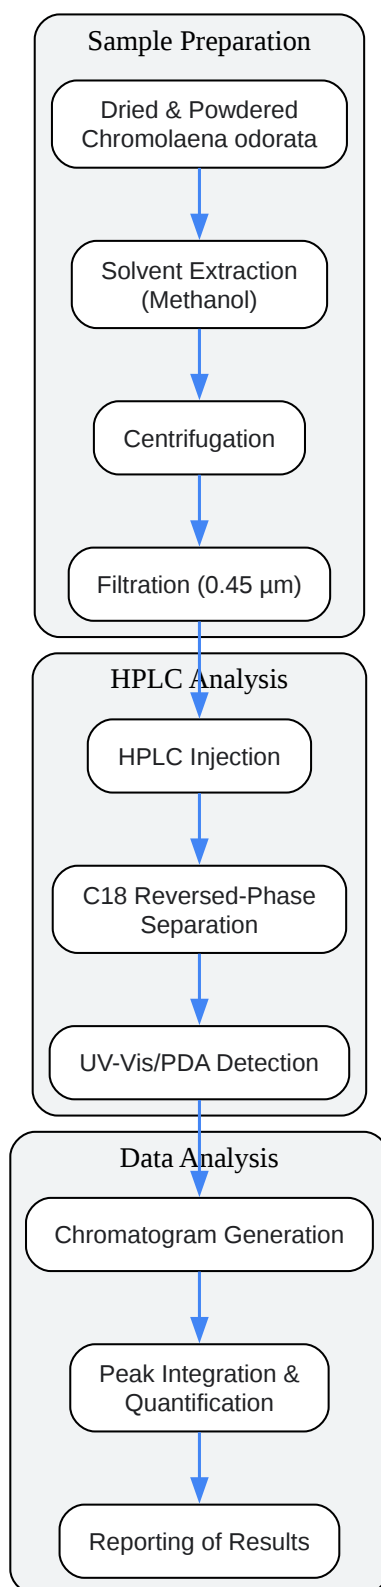 Sample Preparation
Dried & Powdered
Chromolaena odorata
Solvent Extraction
(Methanol)
Centrifugation
Filtration (0.45 µm)
HPLC Analysis
HPLC Injection
C18 Reversed-Phase
Separation
UV-Vis/PDA Detection
Data Analysis
Chromatogram Generation
Peak Integration &
Quantification
Reporting of Results